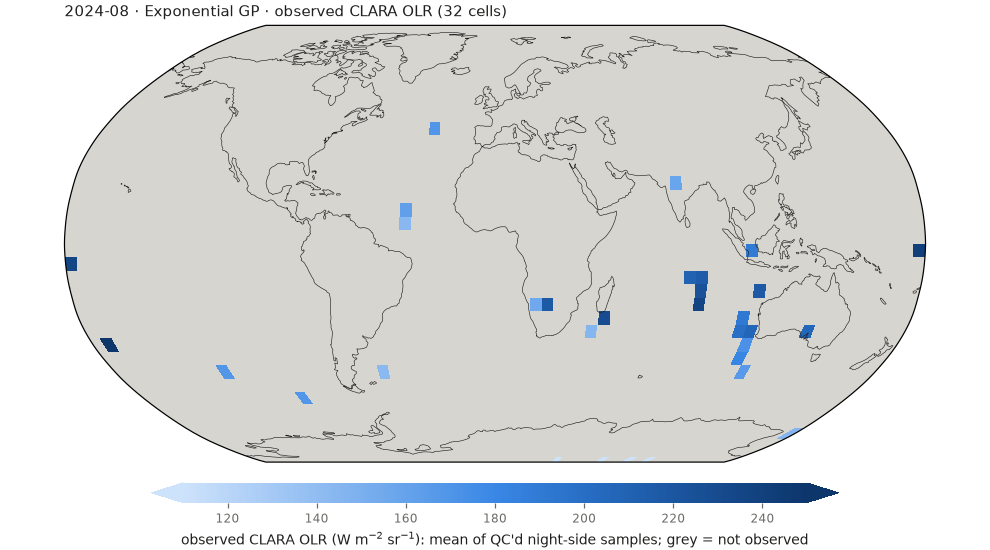 2024-08 · Exponential GP · observed CLARA OLR (32 cells)
120 140 160 180 200 220 240
observed CLARA OLR (W m⁻² sr⁻¹): mean of QC'd night-side samples; grey = not observed